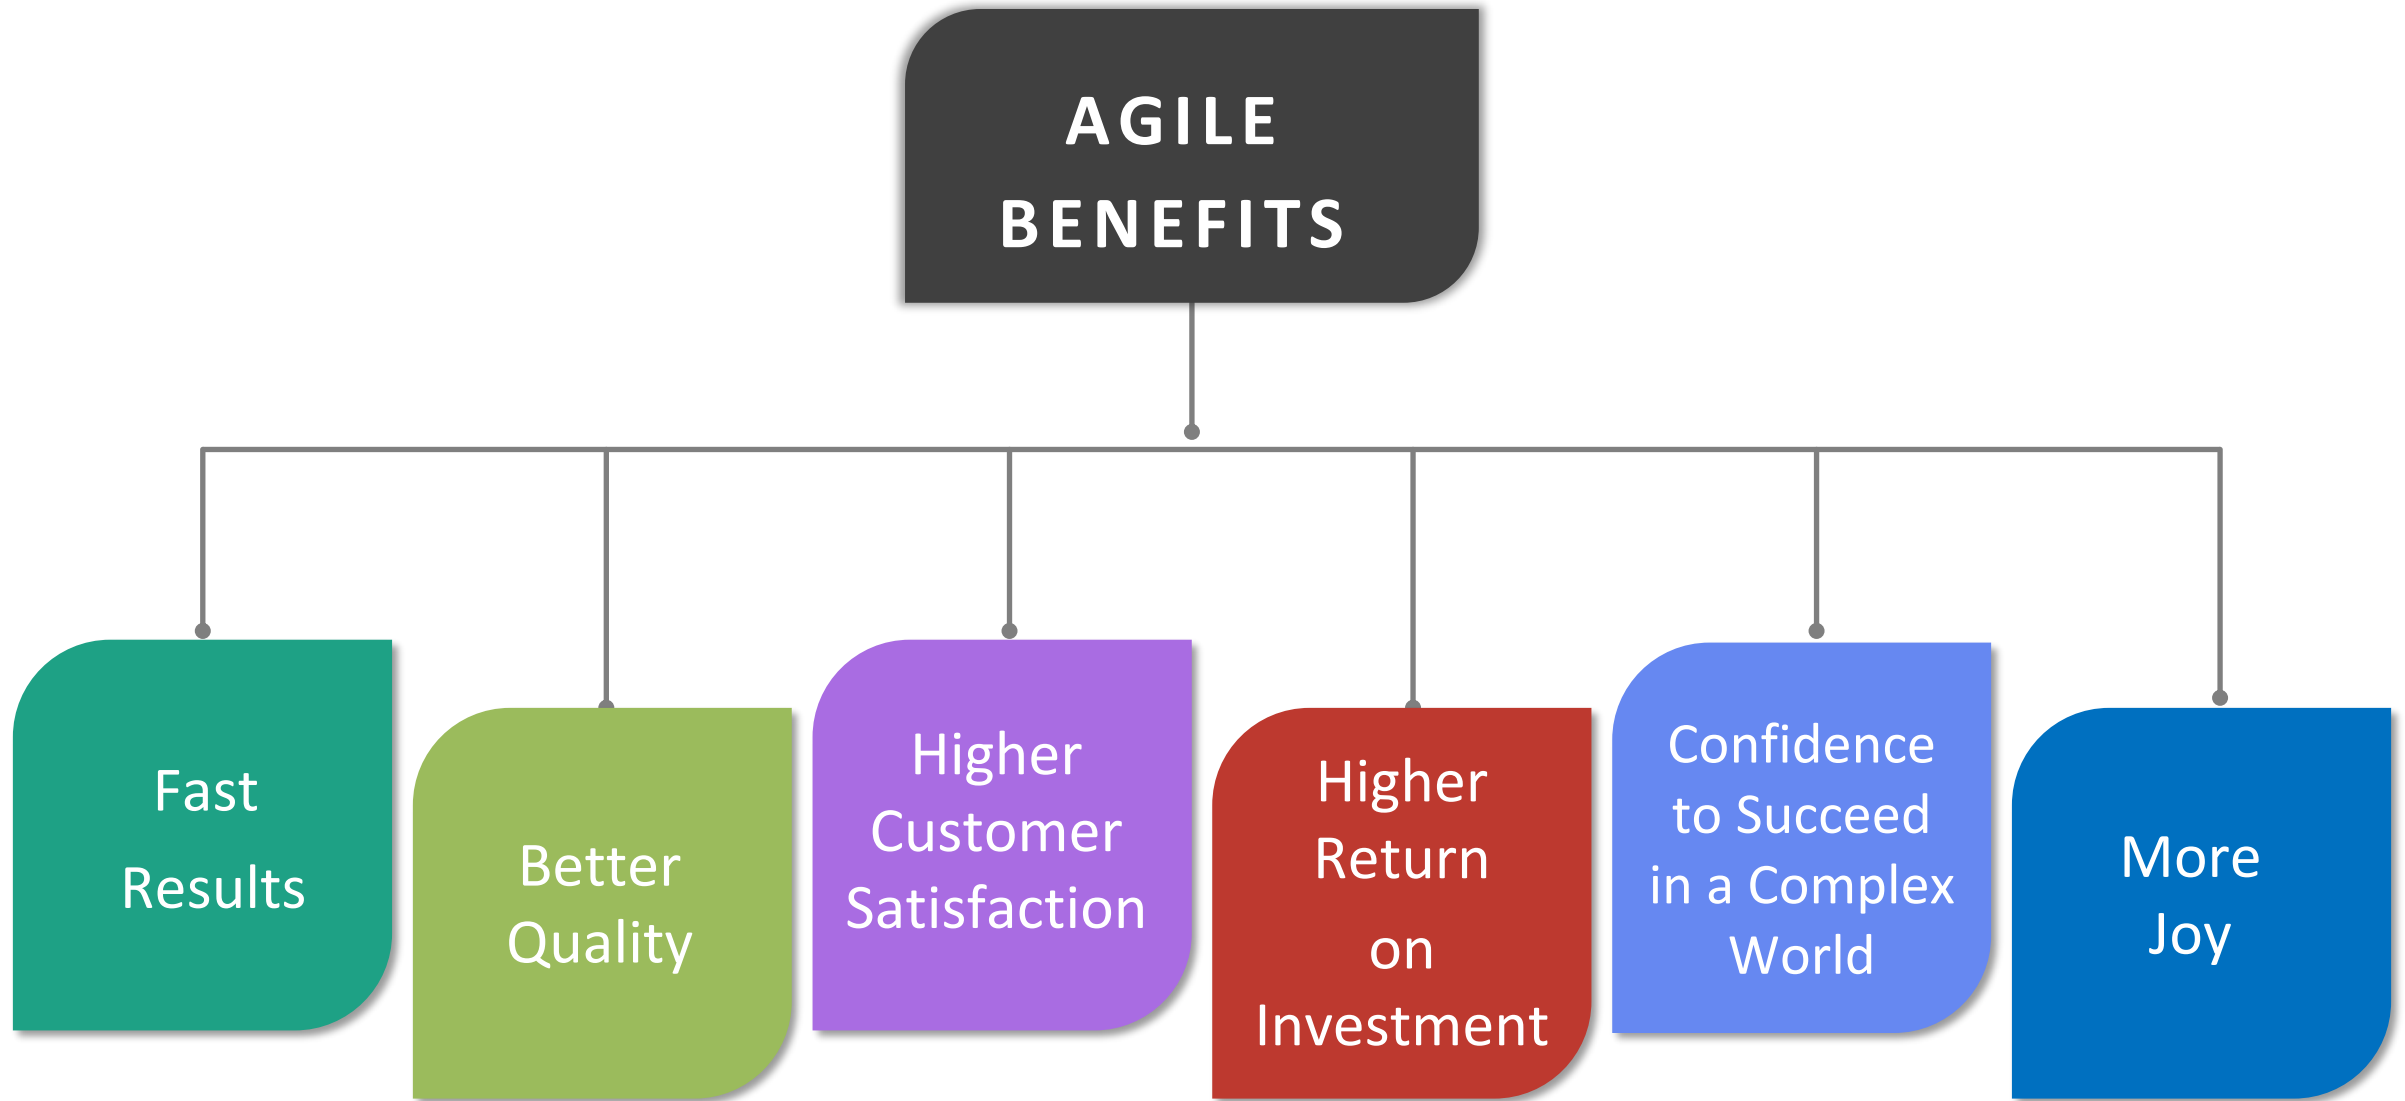 AGILE
BENEFITS
Fast
Results
Better
Quality
Higher
Customer
Satisfaction
Higher
Return
on
Investment
Confidence
to Succeed
in a Complex
World
More
Joy